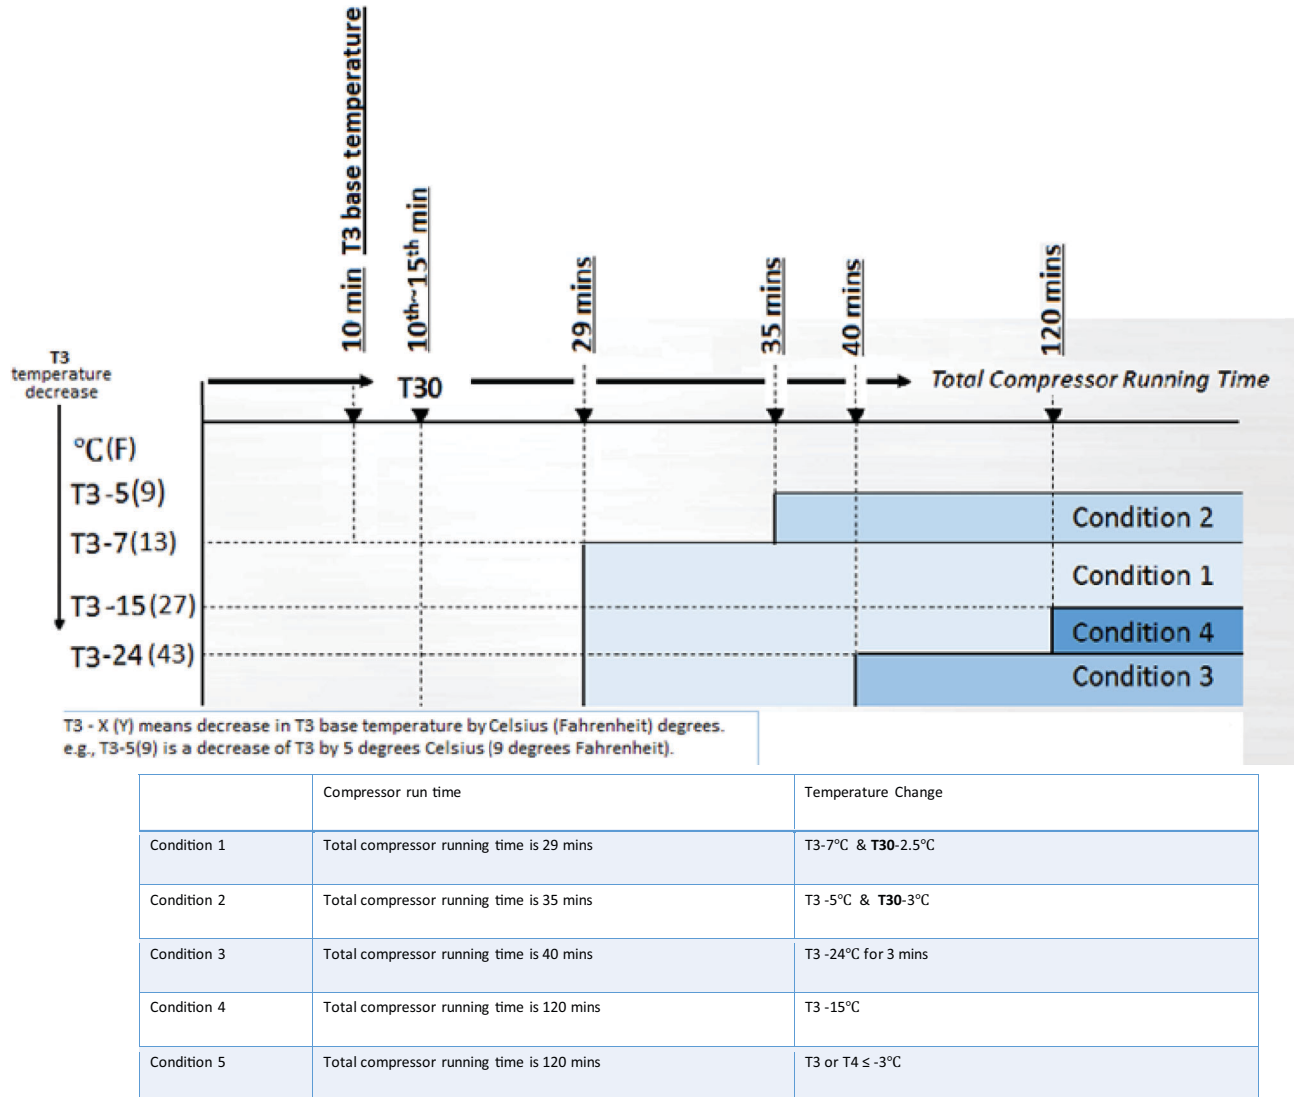 10 min T3 base temperature
10th~15th min
29 mins
35 mins
40 mins
120 mins
T3
temperature
decrease
T30
Total Compressor Running Time
°C(F)
T3 -5(9)
T3-7(13)
T3 -15(27)
T3-24(43)
Condition 2
Condition 1
Condition 4
Condition 3
T3 - X (Y) means decrease in T3 base temperature by Celsius (Fahrenheit) degrees.
e.g., T3-5(9) is a decrease of T3 by 5 degrees Celsius (9 degrees Fahrenheit).
Compressor run time Temperature Change
Condition 1 Total compressor running time is 29 mins T3-7℃ & T30-2.5℃
Condition 2 Total compressor running time is 35 mins T3 -5℃ & T30-3℃
Condition 3 Total compressor running time is 40 mins T3 -24℃ for 3 mins
Condition 4 Total compressor running time is 120 mins T3 -15℃
Condition 5 Total compressor running time is 120 mins T3 or T4 ≤ -3℃